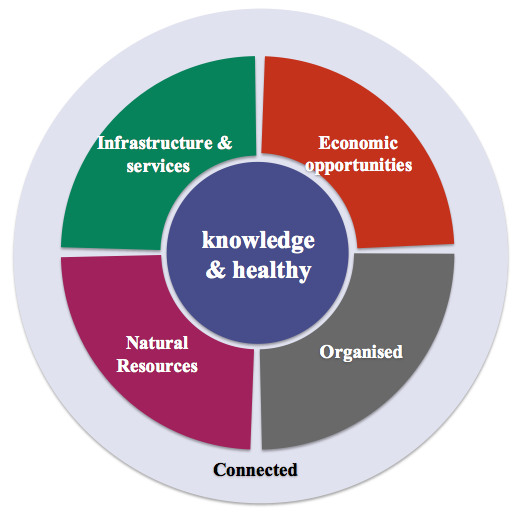 Infrastructure &
services
Economic
opportunities
knowledge
& healthy
Natural
Resources
Organised
Connected